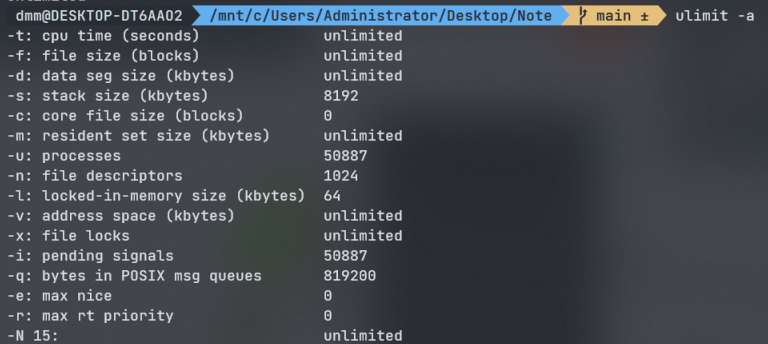 dmm@DESKTOP-DT6AAO2 /mnt/c/Users/Administrator/Desktop/Note main ± ulimit -a
-t: cpu time (seconds) unlimited
-f: file size (blocks) unlimited
-d: data seg size (kbytes) unlimited
-s: stack size (kbytes) 8192
-c: core file size (blocks) 0
-m: resident set size (kbytes) unlimited
-u: processes 50887
-n: file descriptors 1024
-l: locked-in-memory size (kbytes) 64
-v: address space (kbytes) unlimited
-x: file locks unlimited
-i: pending signals 50887
-q: bytes in POSIX msg queues 819200
-e: max nice 0
-r: max rt priority 0
-N 15: unlimited